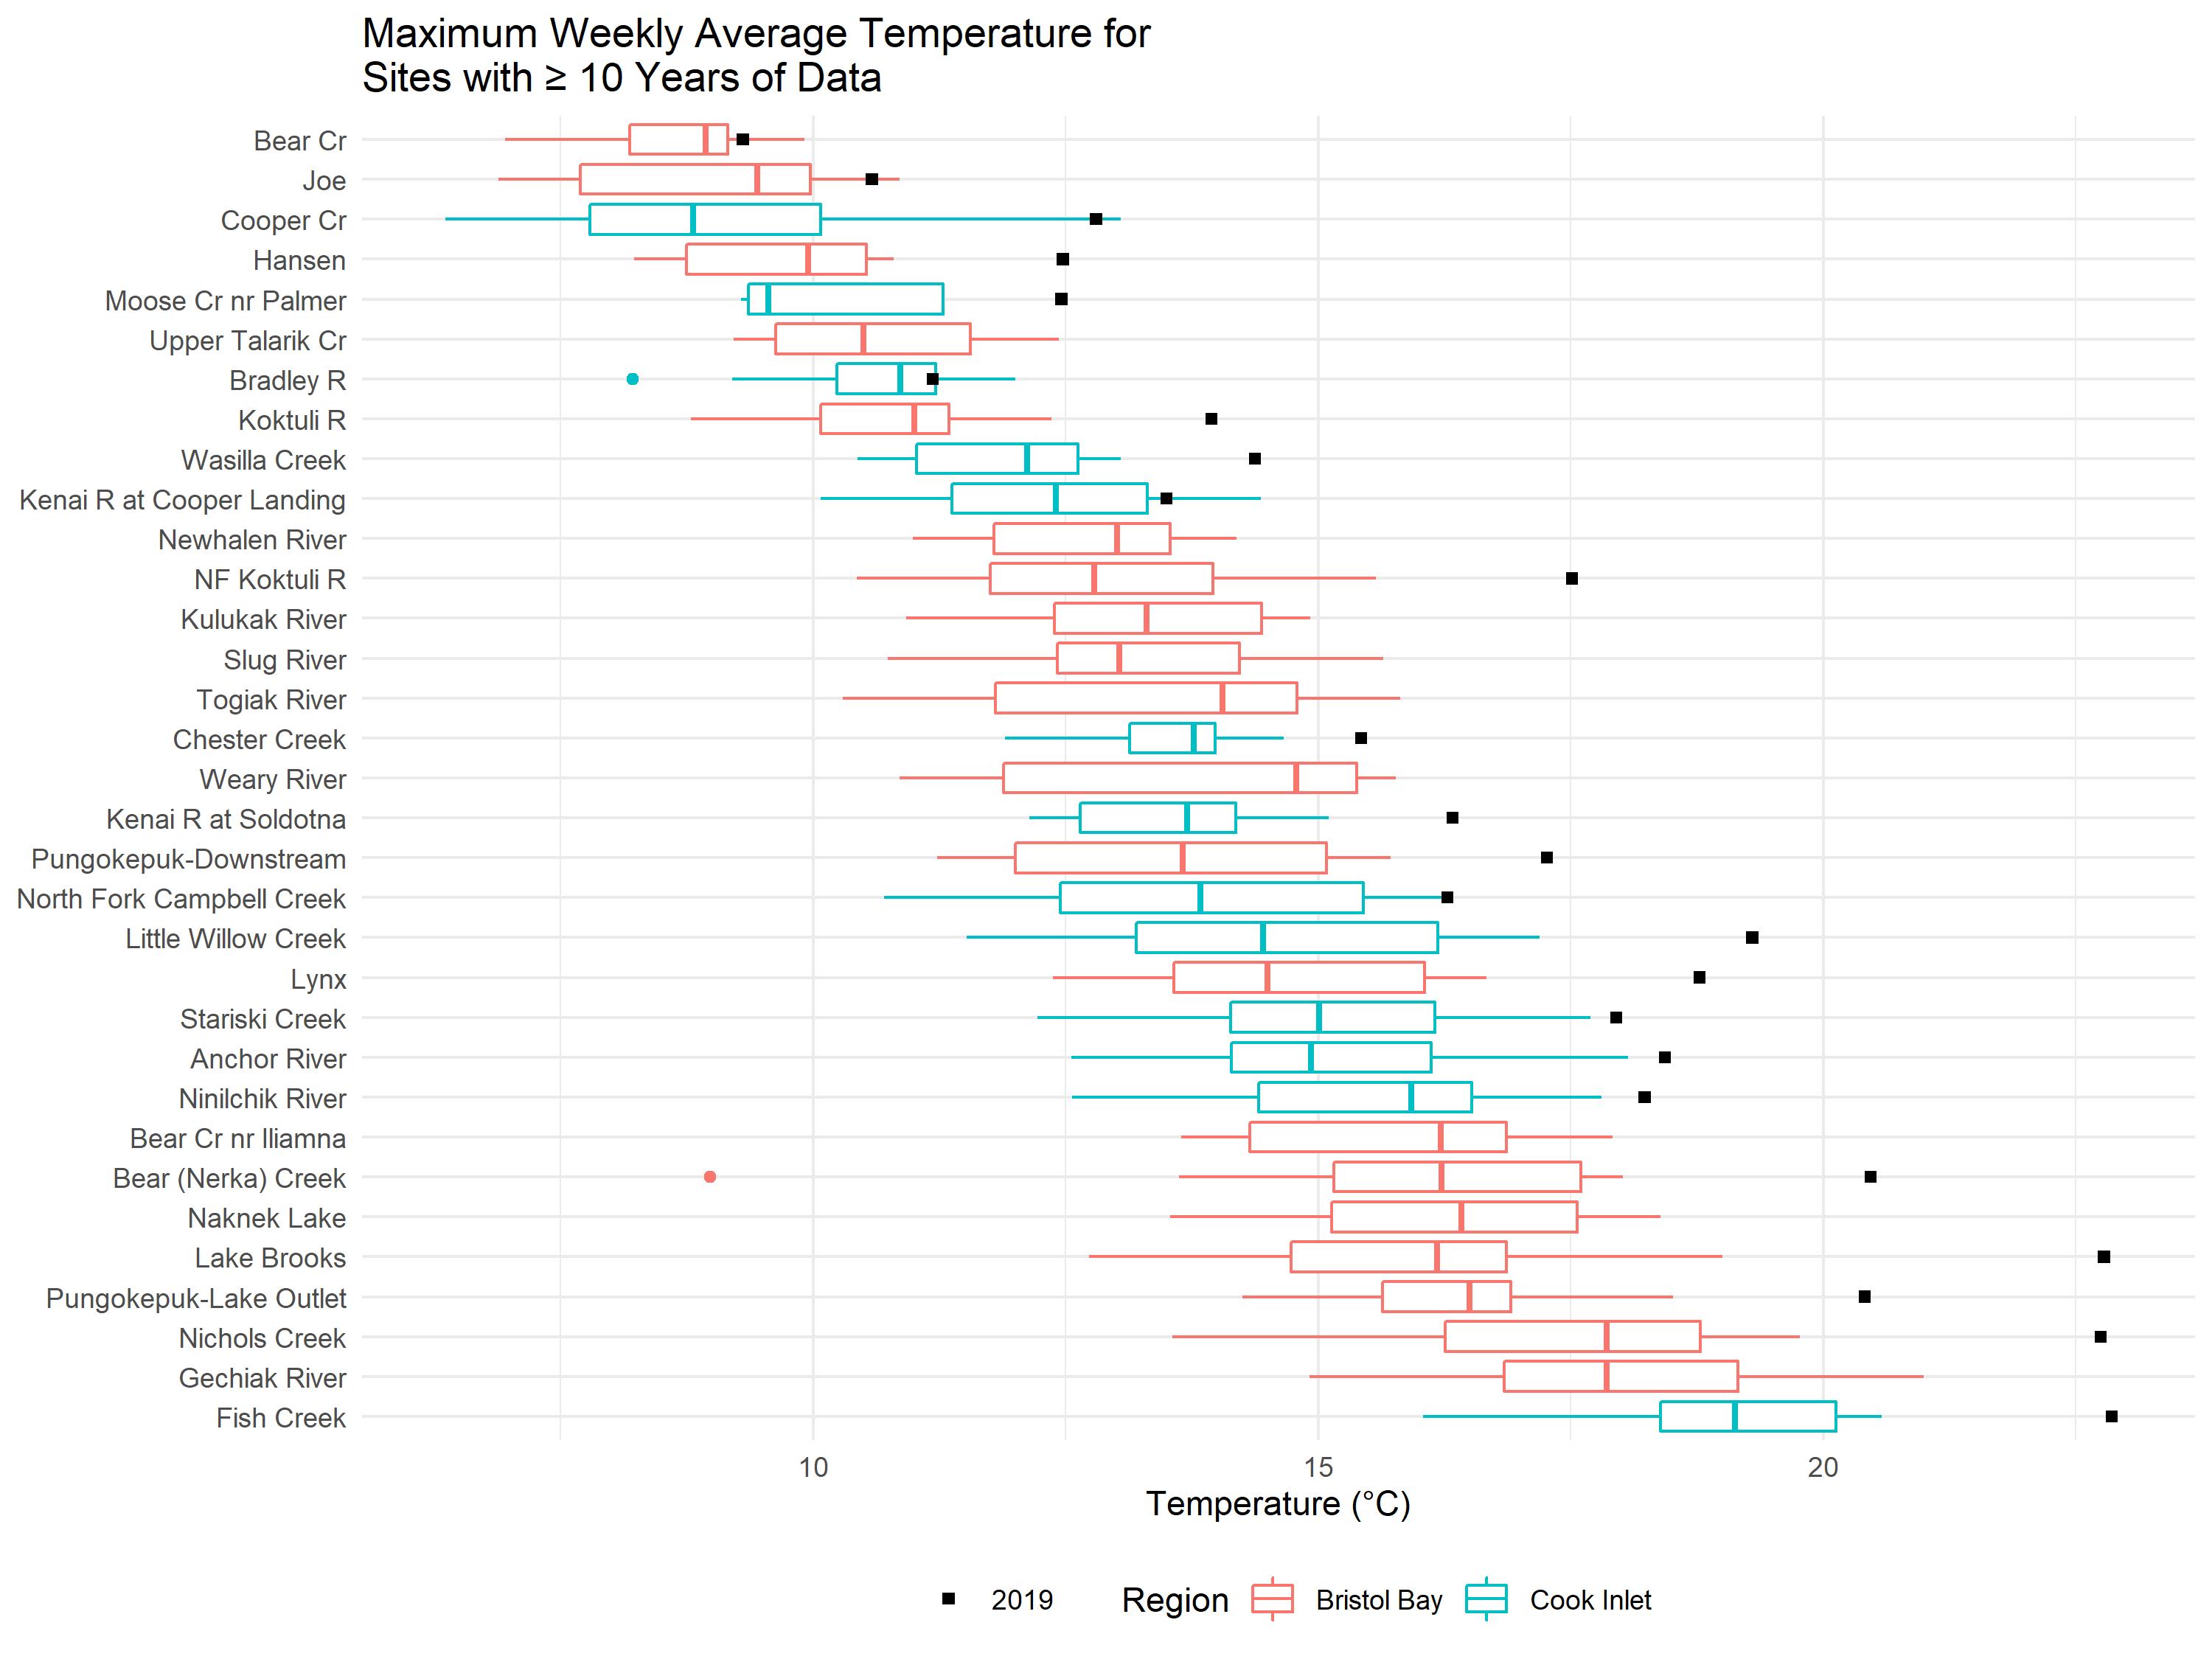 Maximum Weekly Average Temperature for
Sites with ≥ 10 Years of Data
Bear Cr
Joe
Cooper Cr
Hansen
Moose Cr nr Palmer
Upper Talarik Cr
Bradley R
Koktuli R
Wasilla Creek
Kenai R at Cooper Landing
Newhalen River
NF Koktuli R
Kulukak River
Slug River
Togiak River
Chester Creek
Weary River
Kenai R at Soldotna
Pungokepuk-Downstream
North Fork Campbell Creek
Little Willow Creek
Lynx
Stariski Creek
Anchor River
Ninilchik River
Bear Cr nr Iliamna
Bear (Nerka) Creek
Naknek Lake
Lake Brooks
Pungokepuk-Lake Outlet
Nichols Creek
Gechiak River
Fish Creek
10 15 20
Temperature (°C)
2019 Region Bristol Bay Cook Inlet